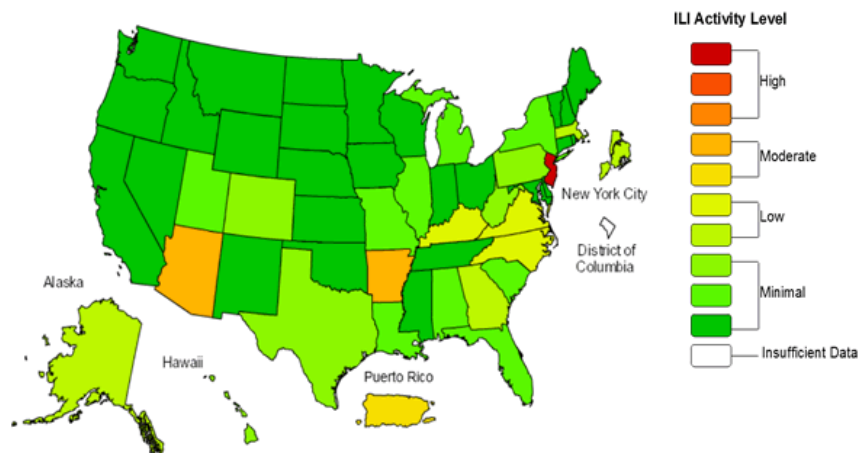 ILI Activity Level
High
Moderate
Low
Minimal
Insufficient Data
New York City
District of
Columbia
Alaska
Hawaii
Puerto Rico